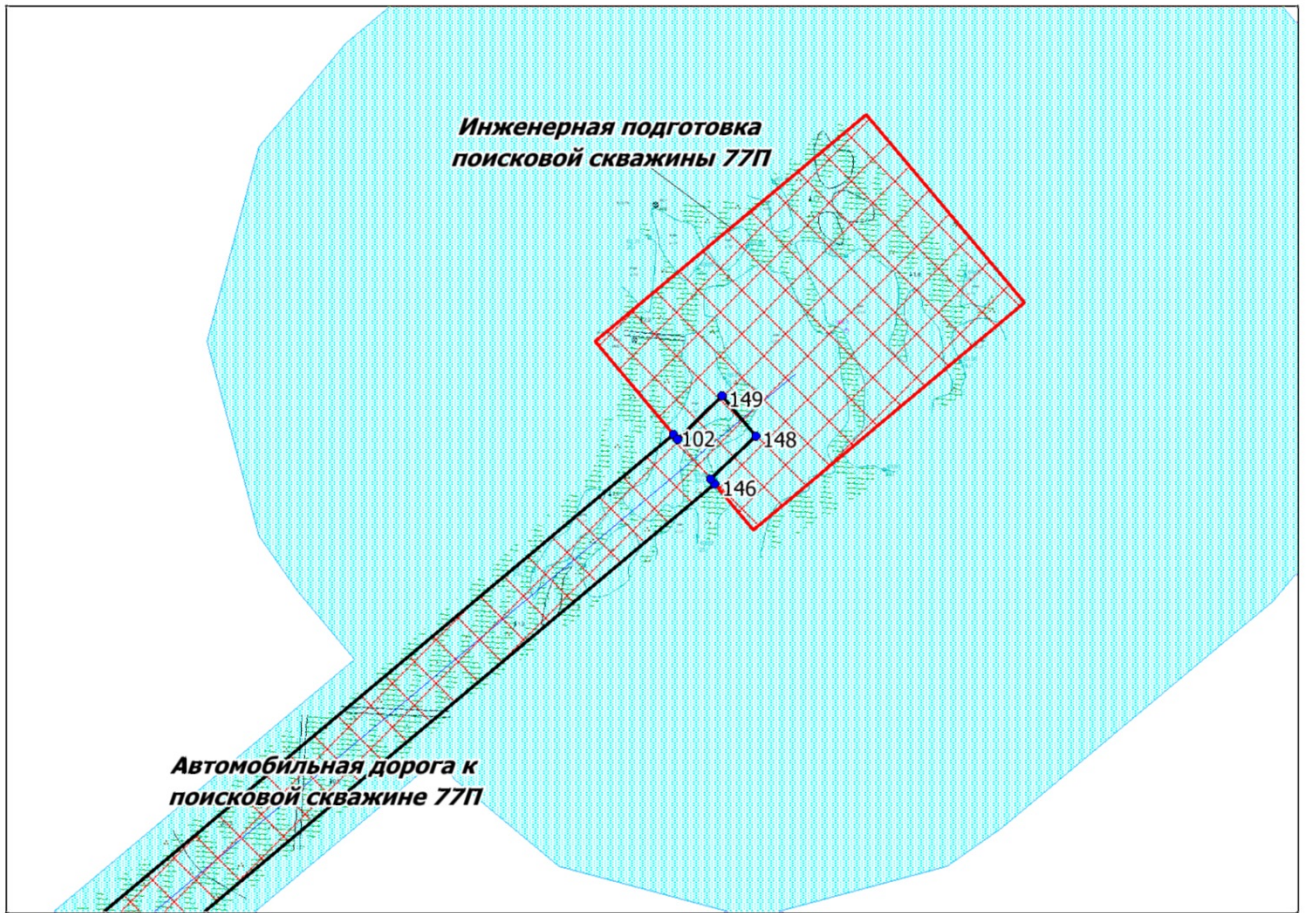 Инженерная подготовка
поисковой скважины 77П
149
102
148
146
Автомобильная дорога к
поисковой скважине 77П